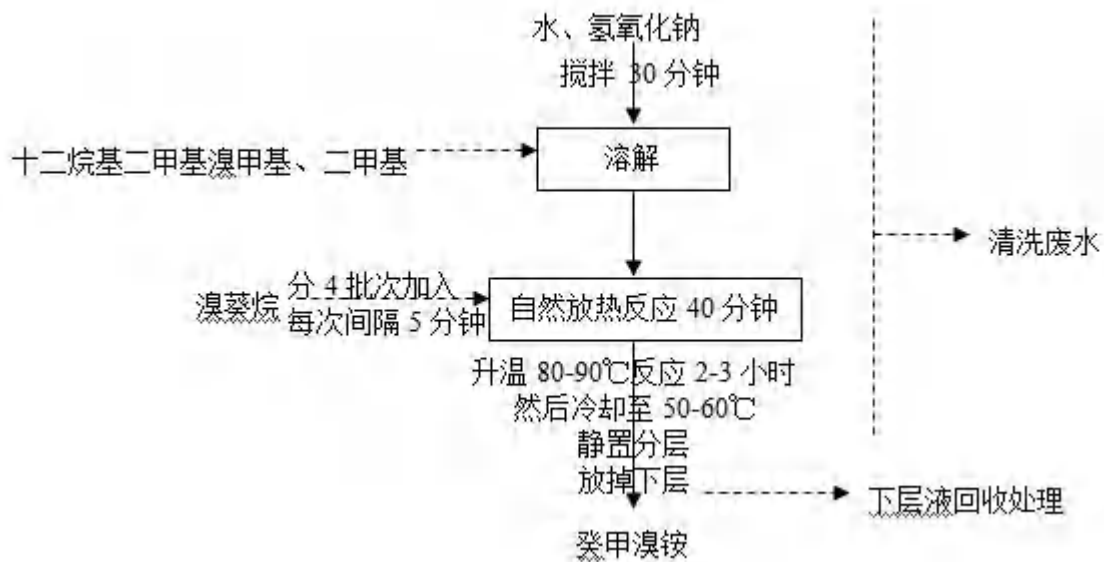 水、氢氧化钠
搅拌 30 分钟
十二烷基二甲基溴甲基、二甲基
溶解
清洗废水
溴葵烷
分 4 批次加入
每次间隔 5 分钟
自然放热反应 40 分钟
升温 80-90℃反应 2-3 小时
然后冷却至 50-60℃
静置分层
放掉下层
下层液回收处理
癸甲溴铵